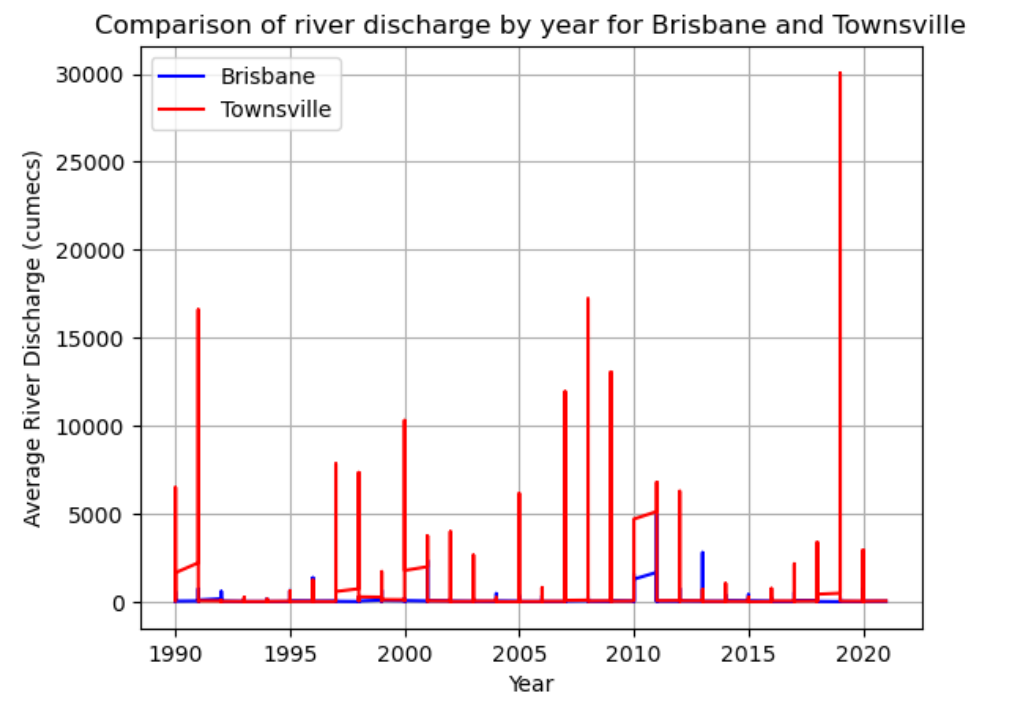 Comparison of river discharge by year for Brisbane and Townsville
Brisbane
Townsville
Average River Discharge (cumecs)
30000
25000
20000
15000
10000
5000
0
1990 1995 2000 2005 2010 2015 2020
Year